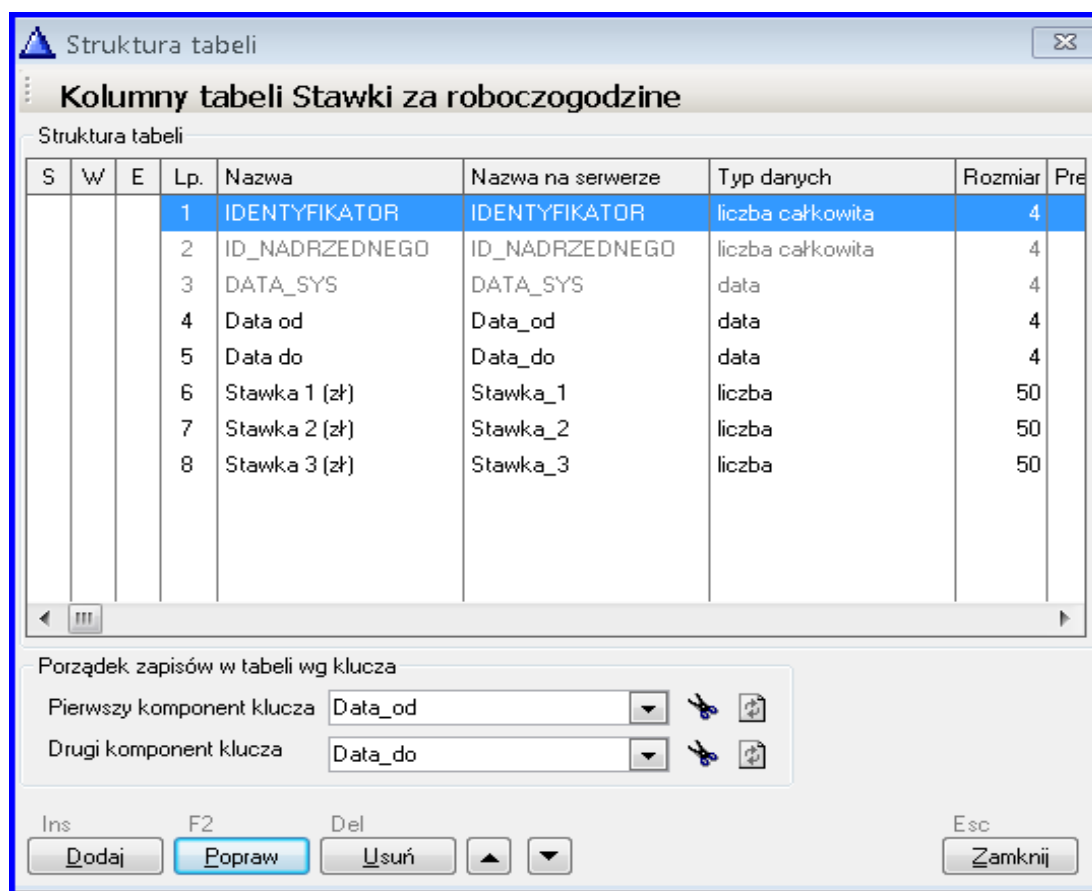 Struktura tabeli
Kolumny tabeli Stawki za roboczogodzine
Struktura tabeli
S W E Lp. Nazwa Nazwa na serwerze Typ danych Rozmiar Pre
1 IDENTYFIKATOR IDENTYFIKATOR liczba całkowita 4
2 ID_NADRZEDNEGO ID_NADRZEDNEGO liczba całkowita 4
3 DATA_SYS DATA_SYS data 4
4 Data od Data_od data 4
5 Data do Data_do data 4
6 Stawka 1 (zł) Stawka_1 liczba 50
7 Stawka 2 (zł) Stawka_2 liczba 50
8 Stawka 3 (zł) Stawka_3 liczba 50
Porządek zapisów w tabeli wg klucza
Pierwszy komponent klucza Data_od
Drugi komponent klucza Data_do
Ins F2 Del Esc
Dodaj Popraw Usuń Zamknij